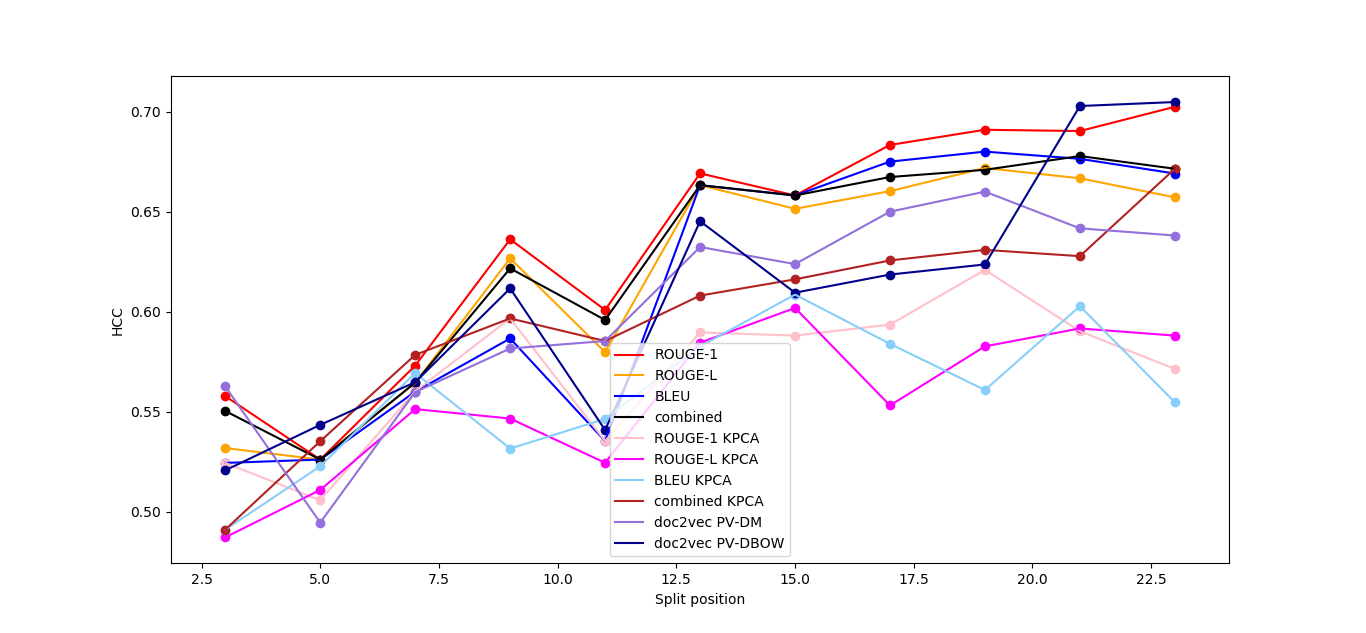 HCC
0.70
0.65
0.60
0.55
0.50
ROUGE-1
ROUGE-L
BLEU
combined
ROUGE-1 KPCA
ROUGE-L KPCA
BLEU KPCA
combined KPCA
doc2vec PV-DM
doc2vec PV-DBOW
2.5 5.0 7.5 10.0 12.5 15.0 17.5 20.0 22.5
Split position